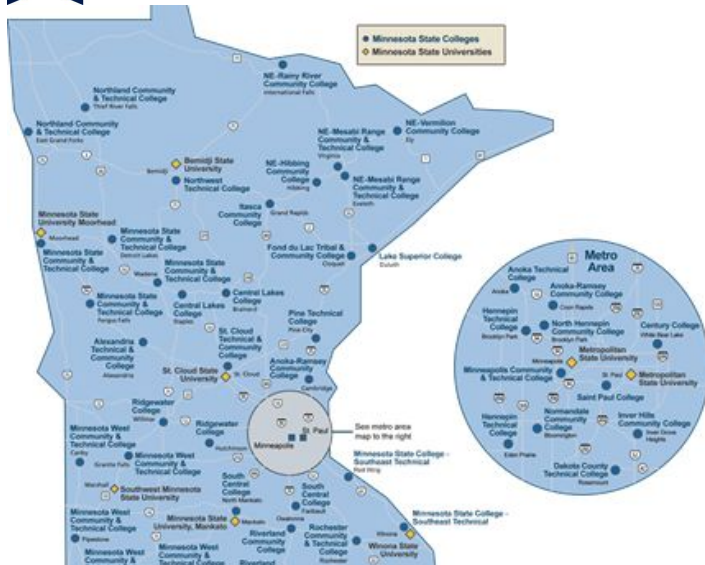 Minnesota State Colleges
Minnesota State Universities
NE-Rainy River
Community College
International Falls
Northland Community
& Technical College
Thief River Falls
Northland Community
& Technical College
East Grand Forks
NE-Vermilion
Community College
Ely
NE-Mesabi Range
Community &
Technical College
Virginia
Bemidji State
University
Bemidji
Northwest
Technical College
NE-Hibbing
Community
College
Hibbing
NE-Mesabi Range
Community &
Technical College
Eveleth
Itasca
Community
College
Grand Rapids
Minnesota State
University Moorhead
Moorhead
Minnesota State
Community &
Technical College
Minnesota State
Community &
Technical College
Detroit Lakes
Fond du Lac Tribal &
Community College
Cloquet
Lake Superior College
Duluth
Minnesota State
Community &
Technical College
Wadena
Minnesota State
Community &
Technical College
Fergus Falls
Central Lakes
College
Staples
Central Lakes
College
Brainerd
Pine Technical
College
Pine City
Alexandria
Technical &
Community
College
Alexandria
St. Cloud
Technical &
Community
College
St. Cloud State
University
St. Cloud
Anoka-Ramsey
Community
College
Cambridge
Ridgewater
College
Willmar
Ridgewater
College
Hutchinson
St. Paul
Minneapolis
See metro area
map to the right
Minnesota West
Community &
Technical College
Canby
Minnesota West
Community &
Technical College
Granite Falls
Minnesota State College -
Southeast Technical
Red Wing
Marshall
Southwest Minnesota
State University
South
Central
College
North Mankato
South
Central
College
Faribault
Minnesota State
University, Mankato
Mankato
Owatonna
Riverland
Community
College
Rochester
Community
& Technical
College
Rochester
Minnesota State College -
Southeast Technical
Winona
Winona State
University
Minnesota West
Community &
Technical College
Pipestone
Minnesota West
Community &
Minnesota West
Community &
Technical College
Riverland
Metro
Area
Anoka Technical
College
Anoka
Anoka-Ramsey
Community College
Coon Rapids
Hennepin
Technical
College
Brooklyn Park
North Hennepin
Community College
Brooklyn Park
Century College
White Bear Lake
Metropolitan
State University
Minneapolis
Minneapolis Community
& Technical College
St. Paul
Metropolitan
State University
Saint Paul College
Hennepin
Technical
College
Eden Prairie
Normandale
Community
College
Bloomington
Inver Hills
Community
College
Inver Grove
Heights
Dakota County
Technical College
Rosemount